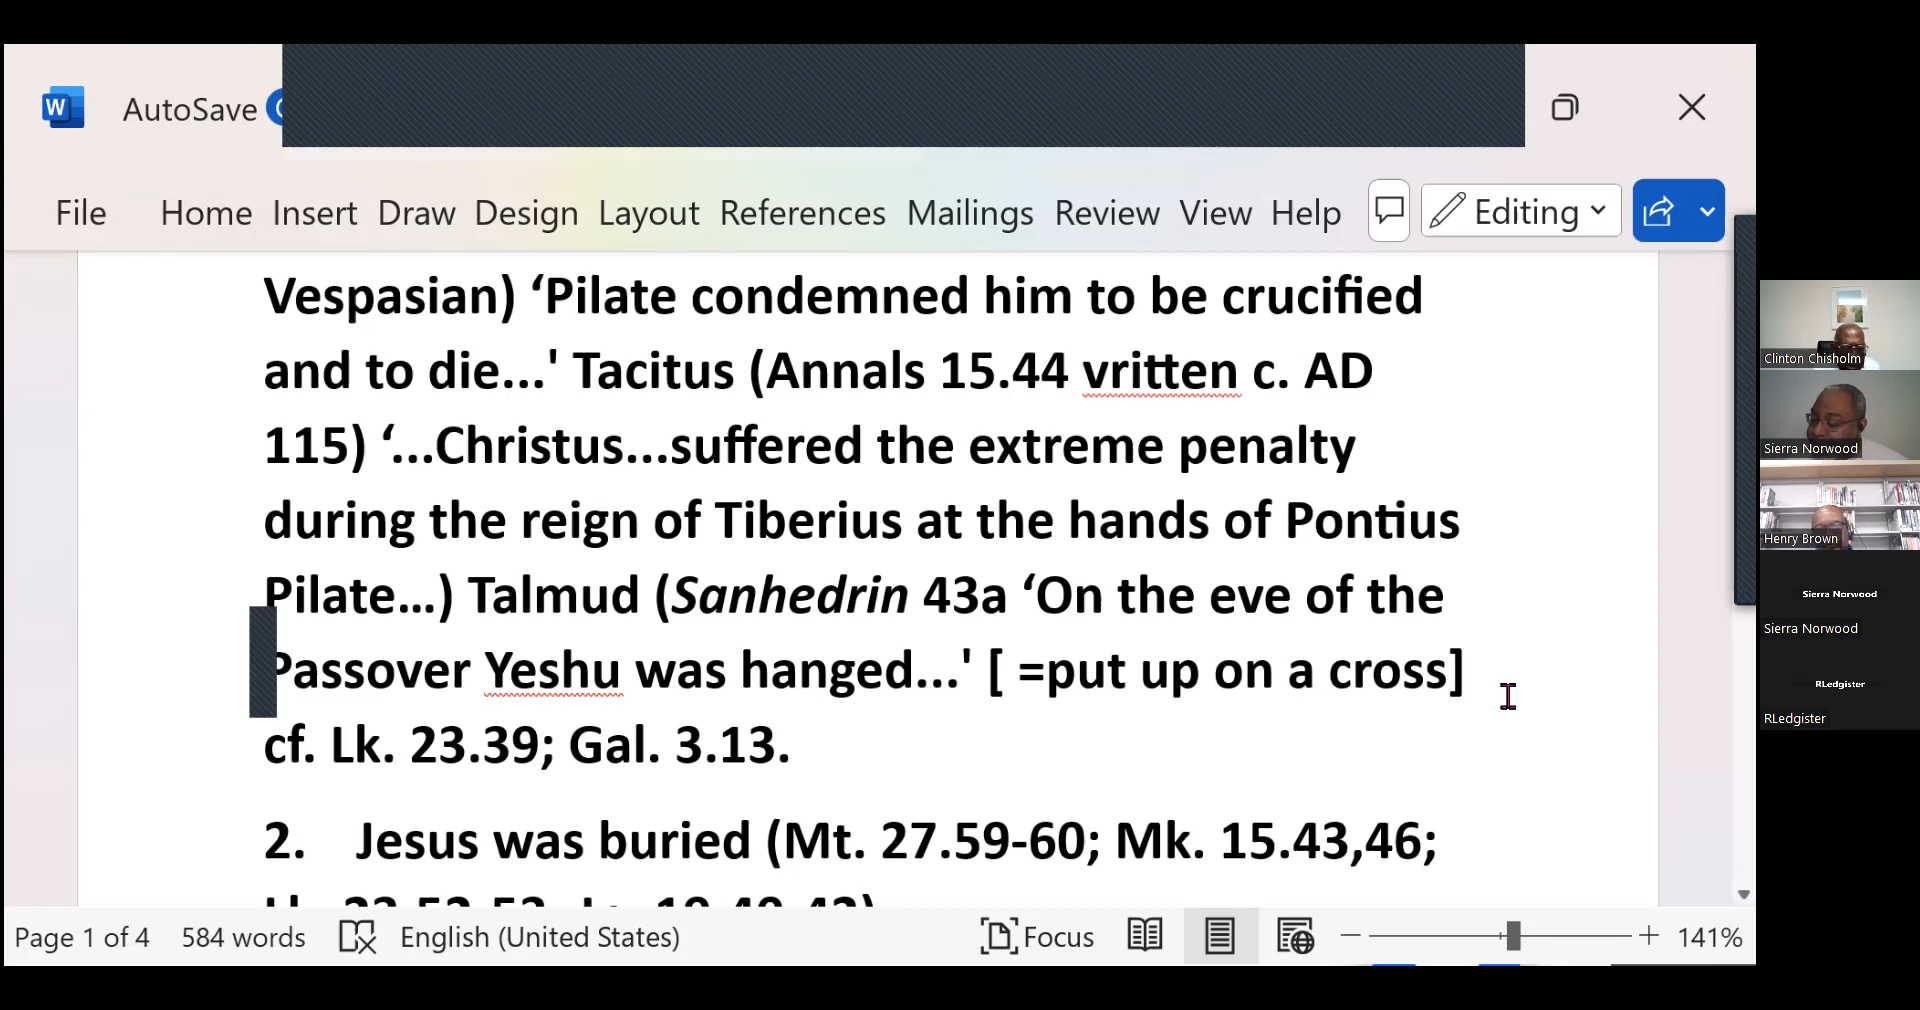 W AutoSave
File Home Insert Draw Design Layout References Mailings Review View Help Editing
Vespasian) ‘Pilate condemned him to be crucified
and to die...' Tacitus (Annals 15.44 vritten c. AD
115) ‘...Christus...suffered the extreme penalty
during the reign of Tiberius at the hands of Pontius
Pilate...) Talmud (Sanhedrin 43a ‘On the eve of the
Passover Yeshu was hanged...' [ =put up on a cross]
cf. Lk. 23.39; Gal. 3.13.
2. Jesus was buried (Mt. 27.59-60; Mk. 15.43,46;
Page 1 of 4 584 words English (United States) Focus 141%
Clinton Chisholm
Sierra Norwood
Henry Brown
Sierra Norwood
Sierra Norwood
RLedgister
RLedgister